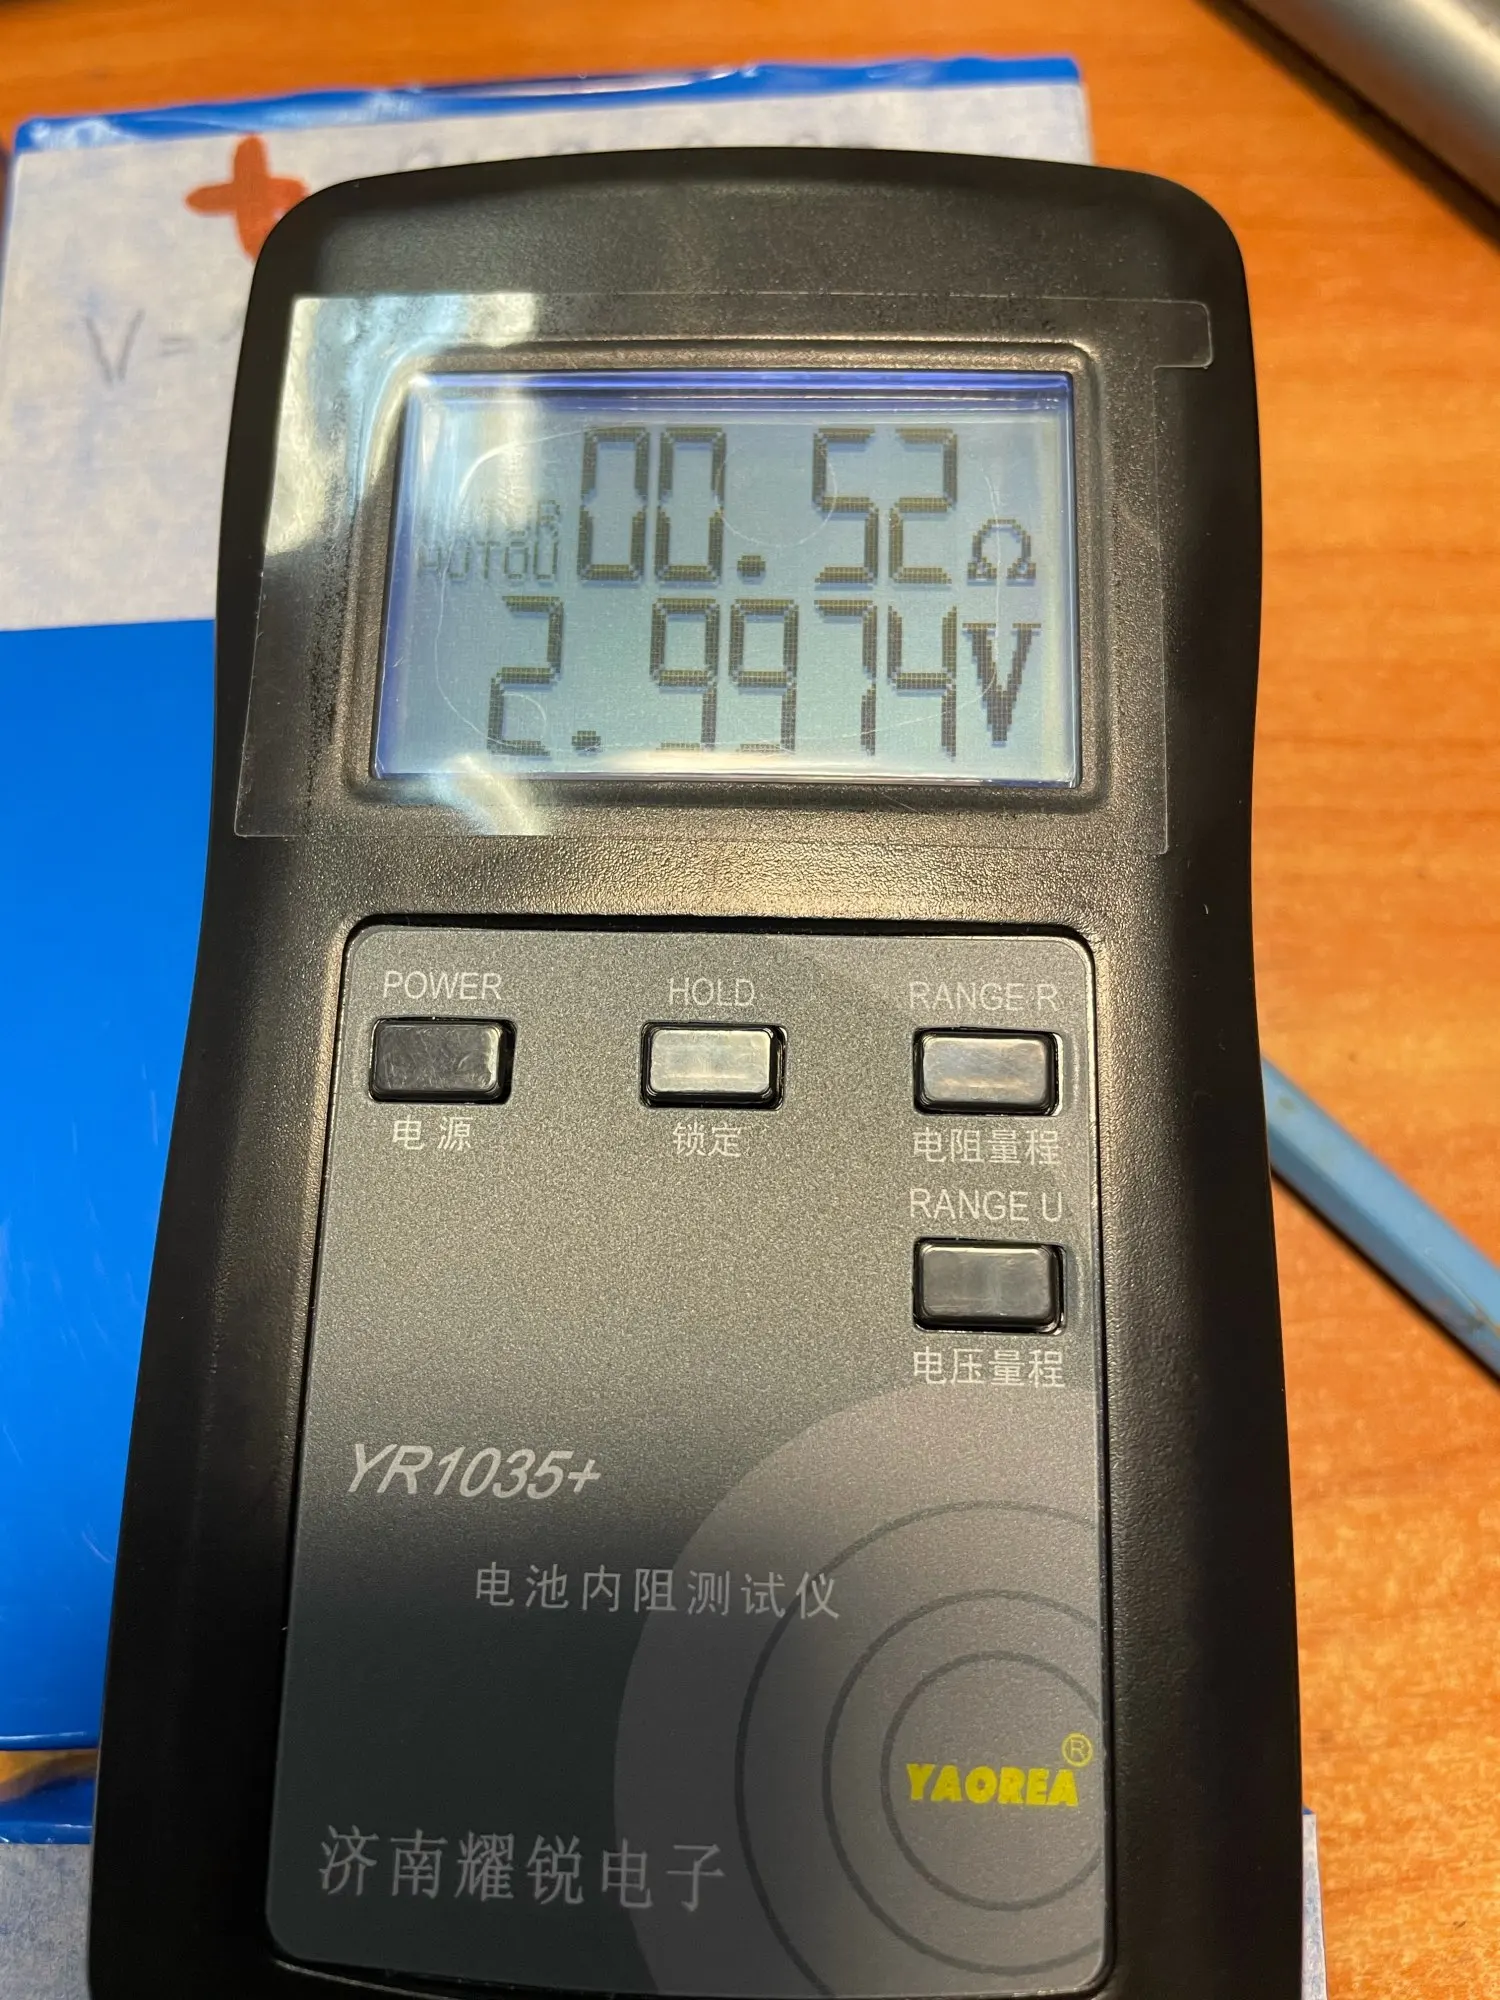 V =
00.52Ω
AUTOU
2.9974V
POWER HOLD RANGE R
电源 锁定 电阻量程
RANGE U
电压量程
YR1035+
电池内阻测试仪
YAOREA®
济南耀锐电子